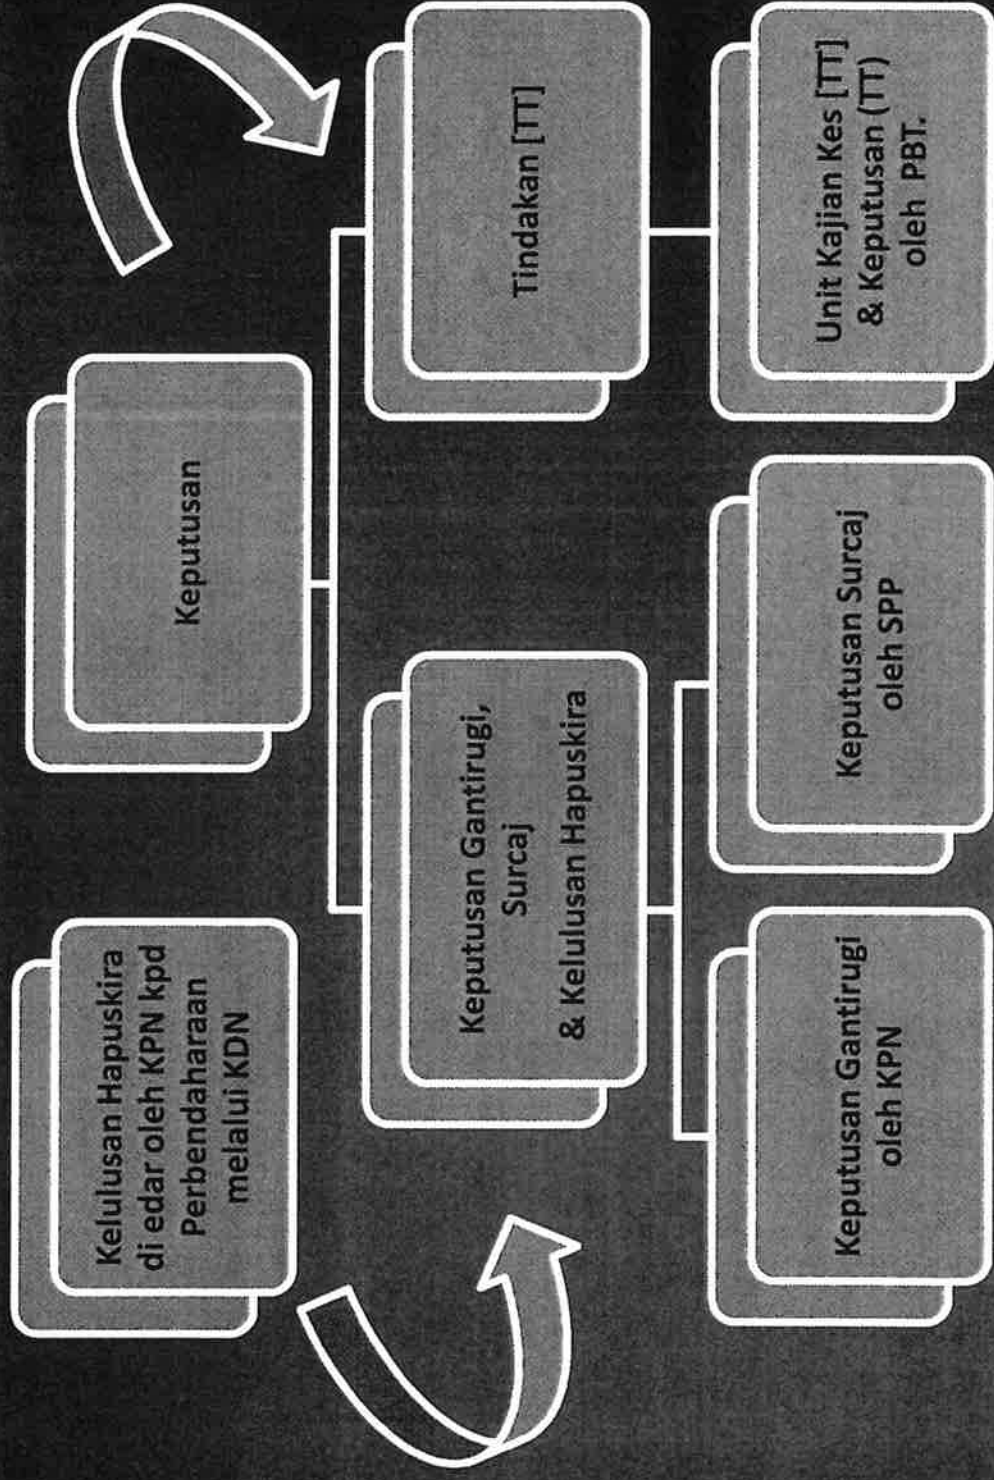 Kelulusan Hapuskira
di edar oleh KPN kpd
Perbendaharaan
melalui KDN
Keputusan
Keputusan Gantirugi,
Surcaj
& Kelulusan Hapuskira
Tindakan [TT]
Keputusan Gantirugi
oleh KPN
Keputusan Surcaj
oleh SPP
Unit Kajian Kes [TT]
& Keputusan (TT)
oleh PBT.